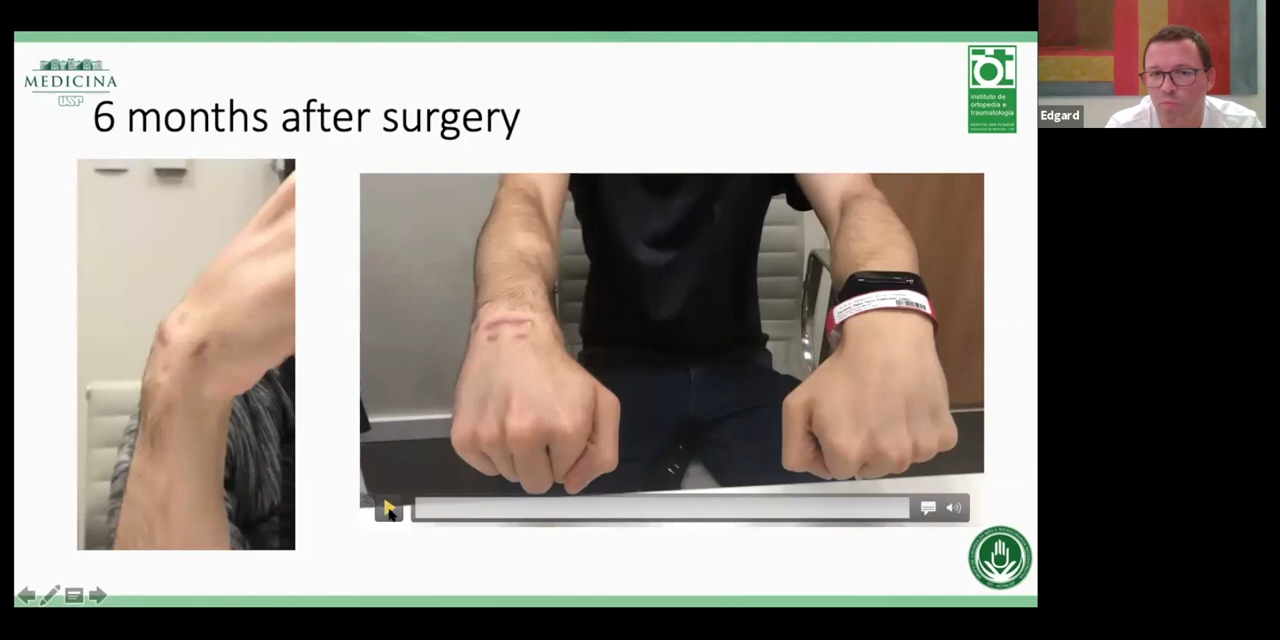 MEDICINA
USP
6 months after surgery
instituto de
ortopedia e
traumatologia
Edgard